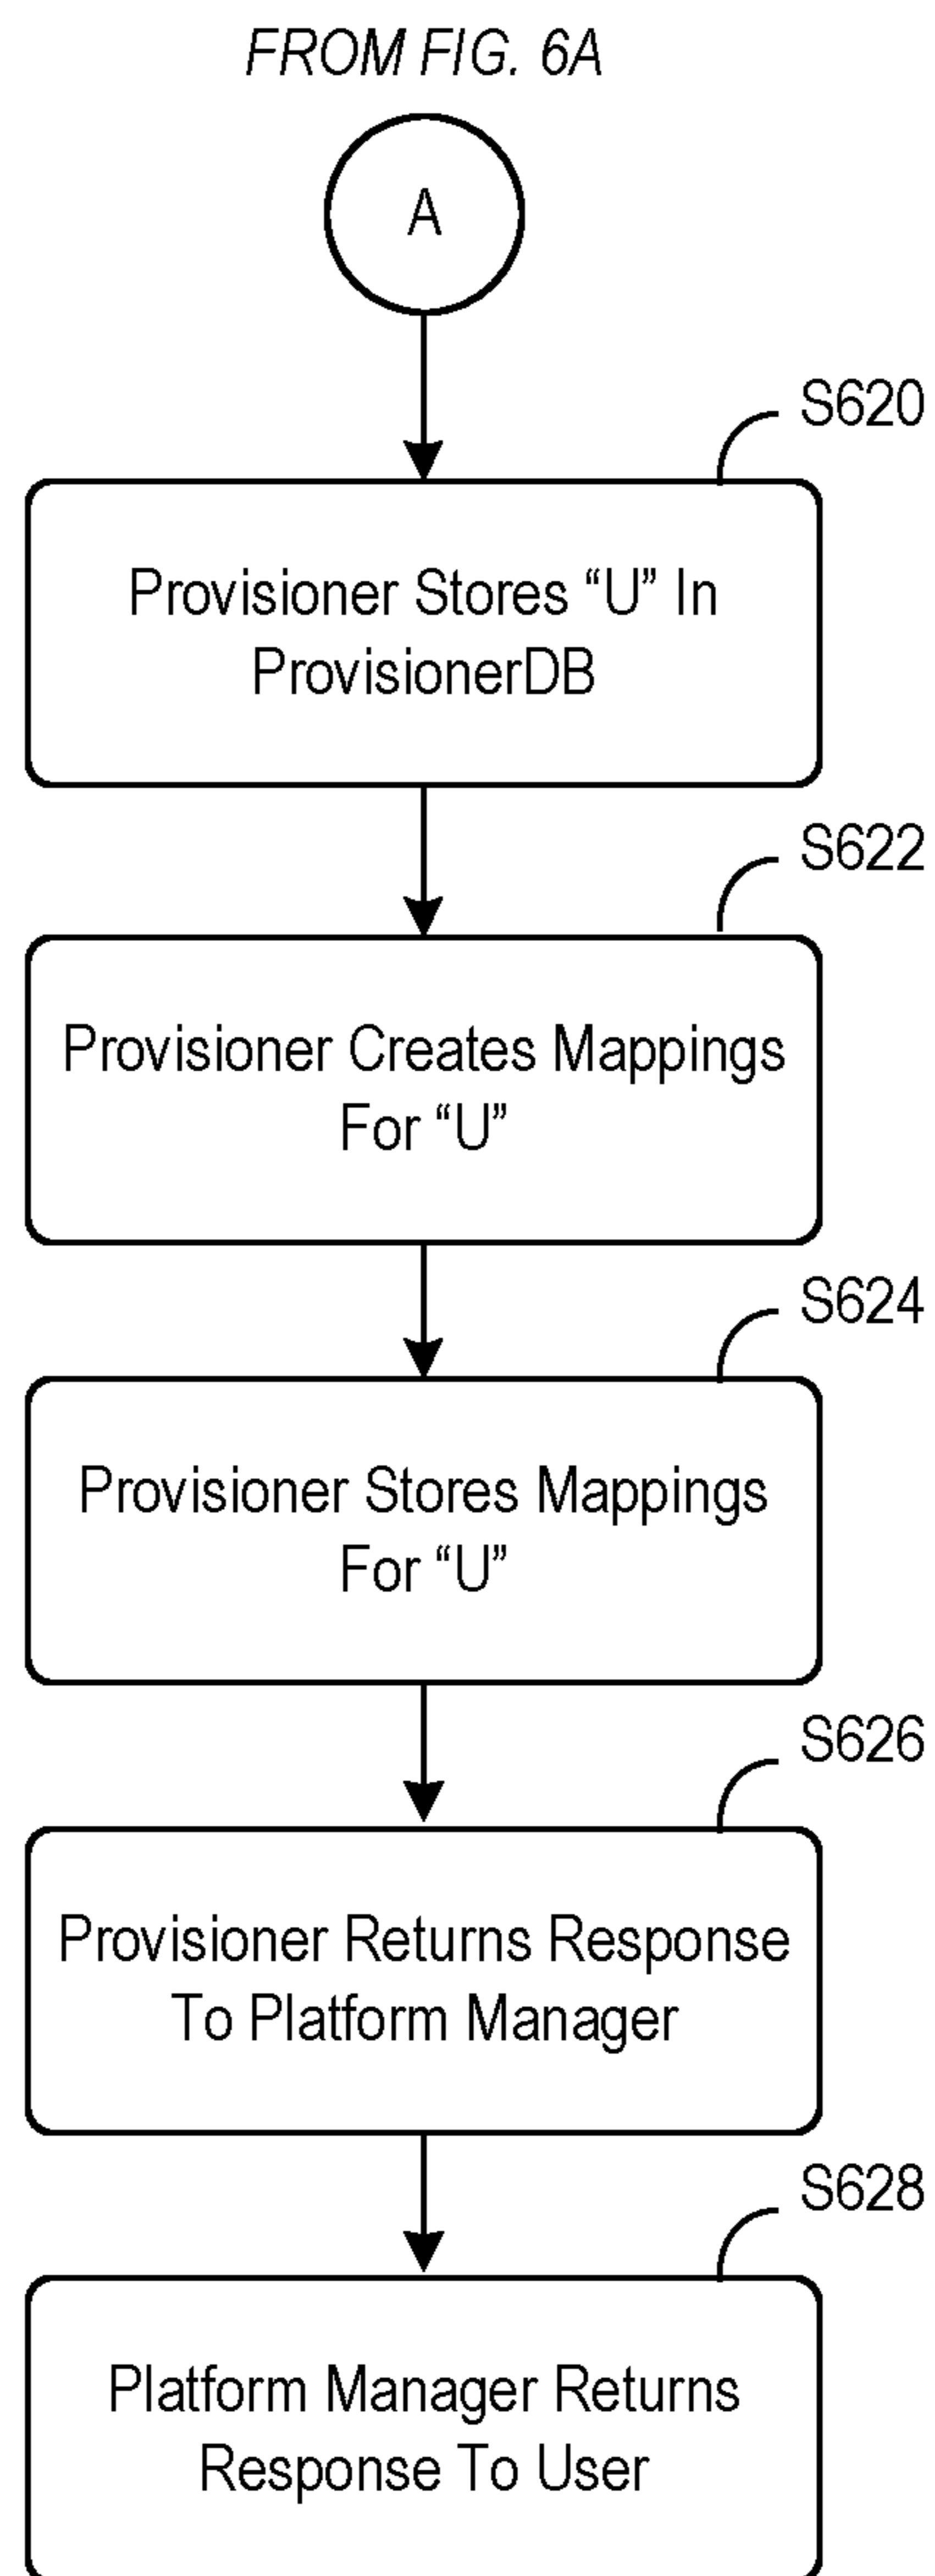 FROM FIG. 6A
A
S620
Provisioner Stores “U” In
ProvisionerDB
S622
Provisioner Creates Mappings
For “U”
S624
Provisioner Stores Mappings
For “U”
S626
Provisioner Returns Response
To Platform Manager
S628
Platform Manager Returns
Response To User